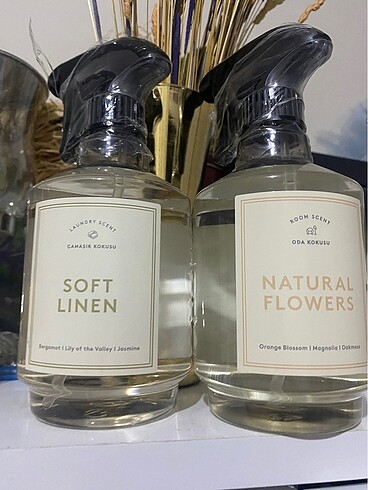 LAUNDRY SCENT
ÇAMAŞIR KOKUSU
SOFT
LINEN
Bergamot | Lily of the Valley | Jasmine
ROOM SCENT
ODA KOKUSU
NATURAL
FLOWERS
Orange Blossom | Magnolia | Oakmoss